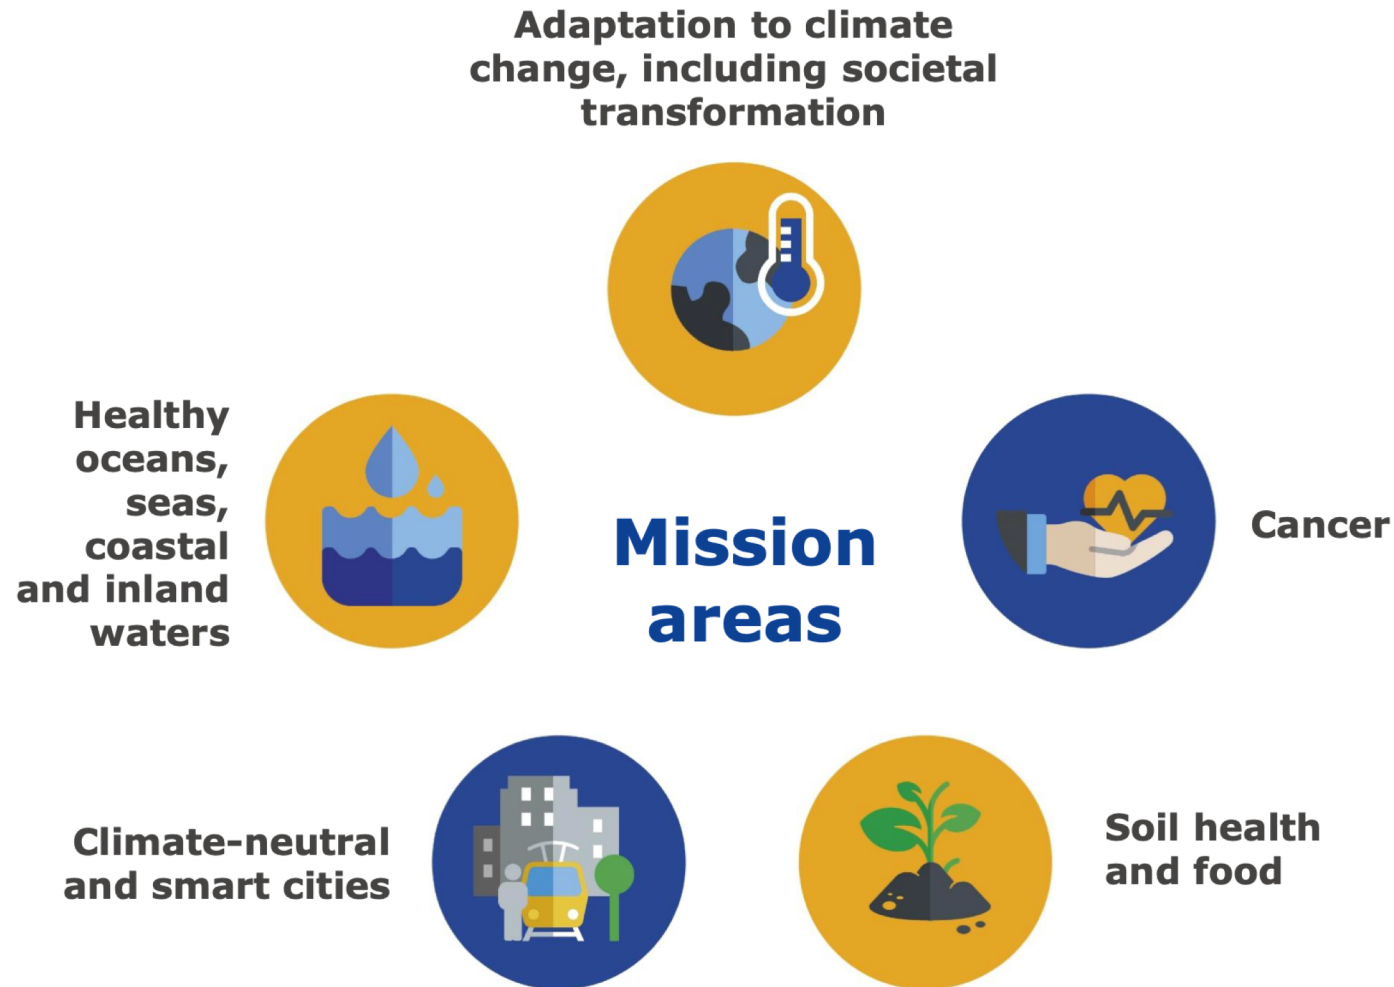 Adaptation to climate
change, including societal
transformation
Healthy
oceans,
seas,
coastal
and inland
waters
Mission
areas
Cancer
Climate-neutral
and smart cities
Soil health
and food